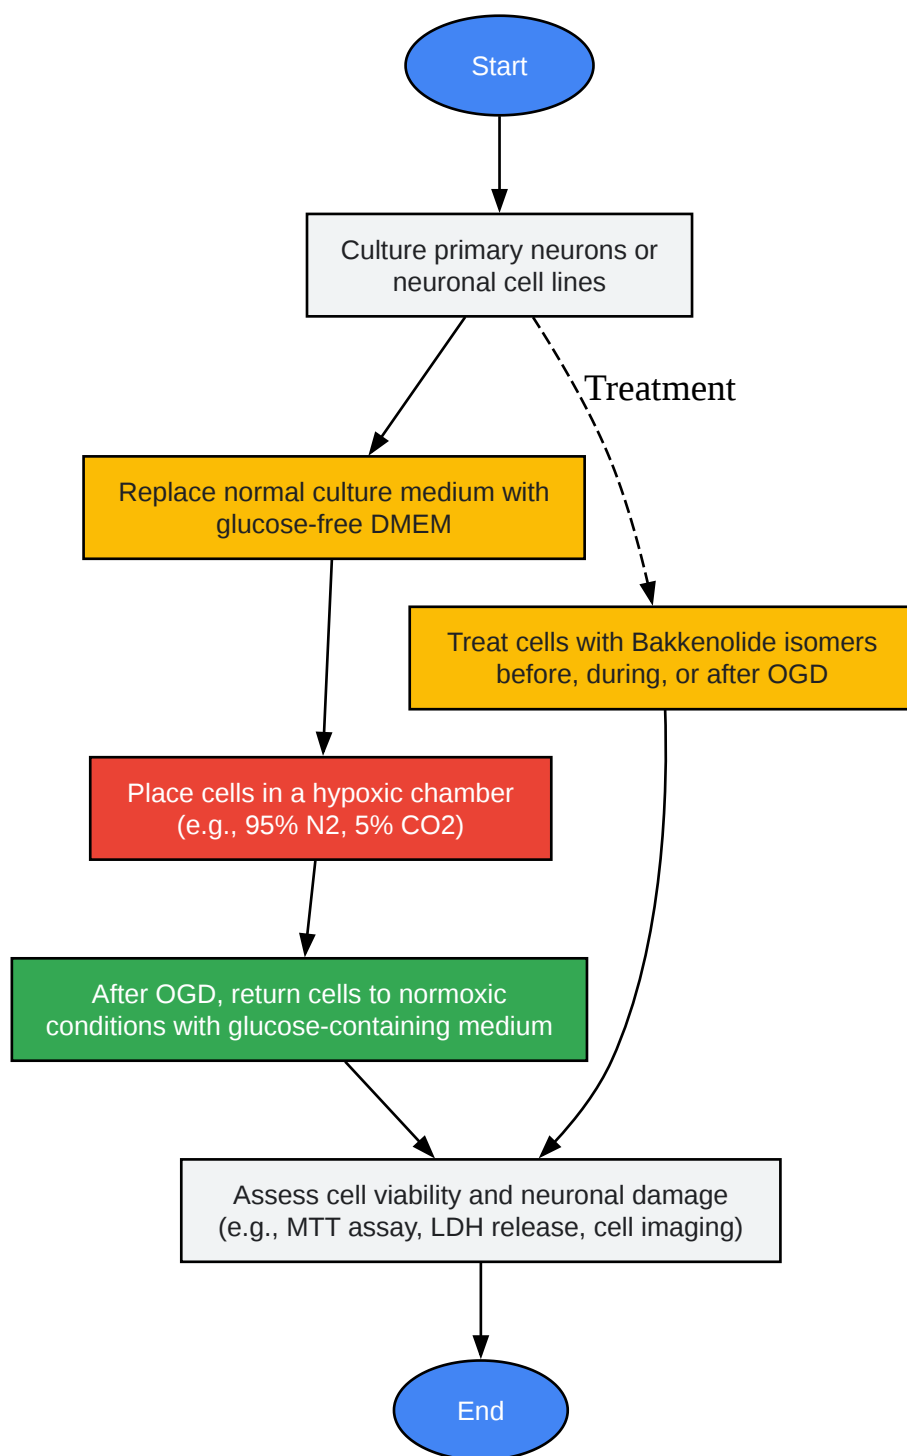 Start
Culture primary neurons or
neuronal cell lines
Treatment
Replace normal culture medium with
glucose-free DMEM
Treat cells with Bakkenolide isomers
before, during, or after OGD
Place cells in a hypoxic chamber
(e.g., 95% N2, 5% CO2)
After OGD, return cells to normoxic
conditions with glucose-containing medium
Assess cell viability and neuronal damage
(e.g., MTT assay, LDH release, cell imaging)
End